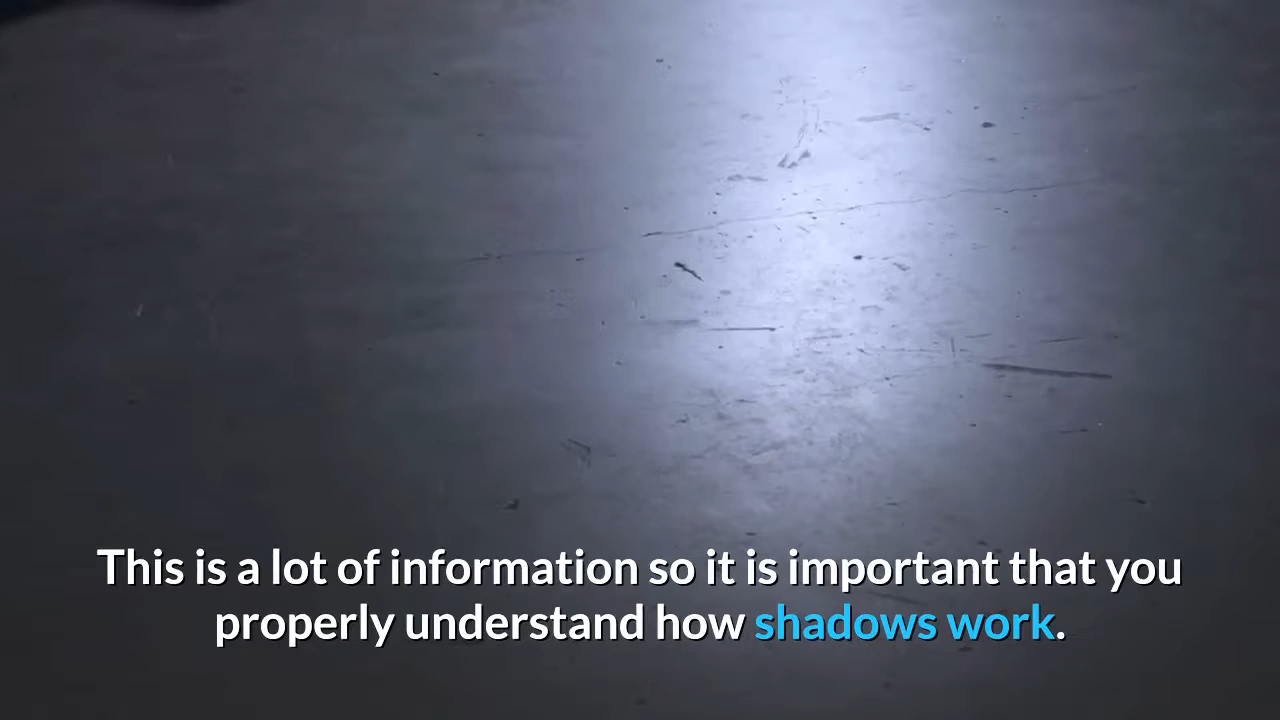 This is a lot of information so it is important that you
properly understand how shadows work.